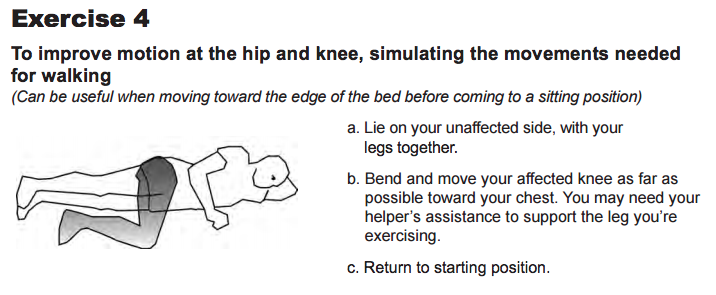 Exercise 4
To improve motion at the hip and knee, simulating the movements needed
for walking
(Can be useful when moving toward the edge of the bed before coming to a sitting position)
a. Lie on your unaffected side, with your
legs together.
b. Bend and move your affected knee as far as
possible toward your chest. You may need your
helper’s assistance to support the leg you’re
exercising.
c. Return to starting position.